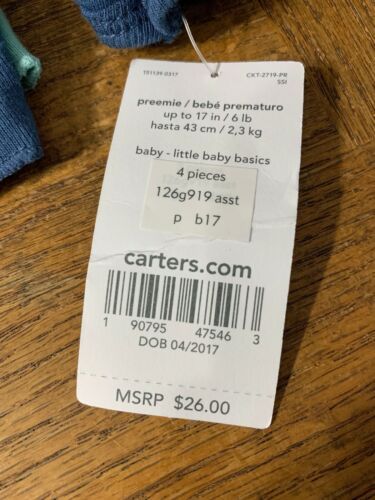 151139 0317
CKT-2719-PR
SSI
preemie / bebé prematuro
up to 17 in / 6 lb
hasta 43 cm / 2,3 kg
baby - little baby basics
4 pieces
126g919 asst
p b17
carters.com
1 90795 47546 3
DOB 04/2017
MSRP $26.00